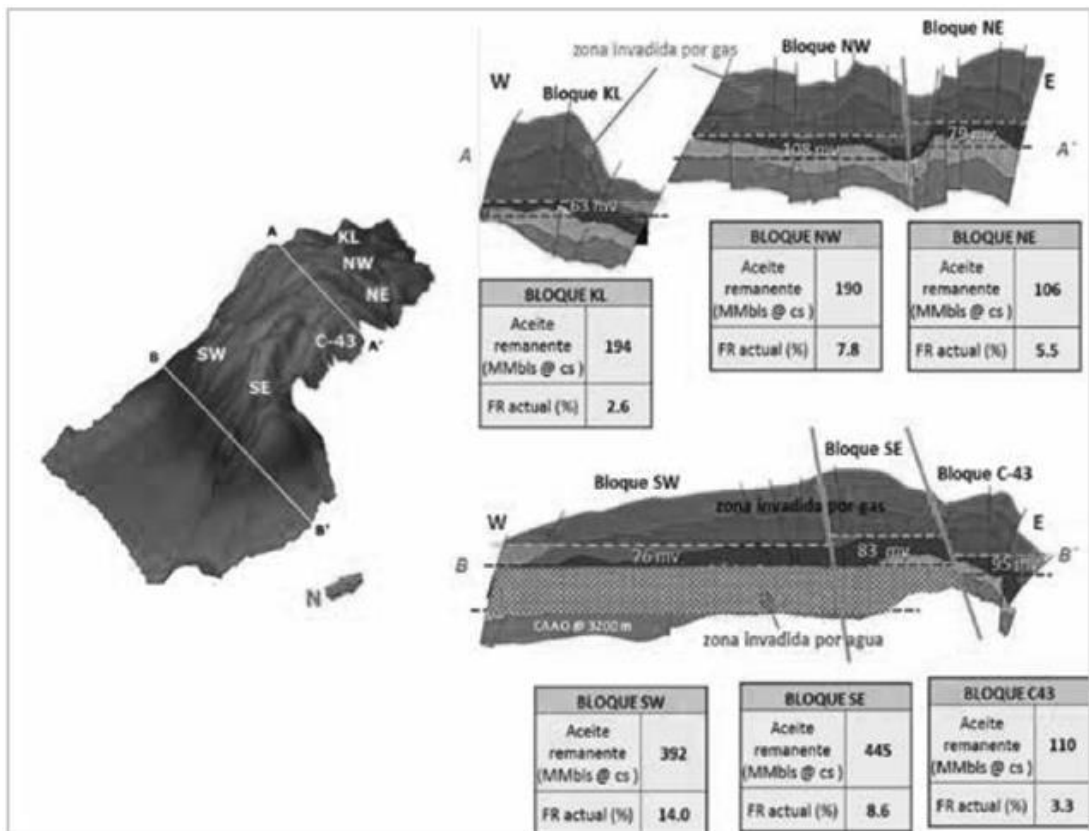 zona invadida por gas
Bloque NW
Bloque NE
W
Bloque KL
E
A
63 mv
108 mv
79 mv
A'
BLOQUE KL
Aceite
remanente
(MMbls @ cs )
194
FR actual (%)
2.6
BLOQUE NW
Aceite
remanente
(MMbls @ cs )
190
FR actual (%)
7.8
BLOQUE NE
Aceite
remanente
(MMbls @ cs )
106
FR actual (%)
5.5
A
KL
NW
NE
C-43
A'
B
SW
SE
B'
N
Bloque SW
Bloque SE
Bloque C-43
W
zona invadida por gas
E
B
76 mv
83 mv
95 mv
B'
CAAO @ 3200 m
zona invadida por agua
BLOQUE SW
Aceite
remanente
(MMbls @ cs )
392
FR actual (%)
14.0
BLOQUE SE
Aceite
remanente
(MMbls @ cs )
445
FR actual (%)
8.6
BLOQUE C43
Aceite
remanente
(MMbls @ cs )
110
FR actual (%)
3.3